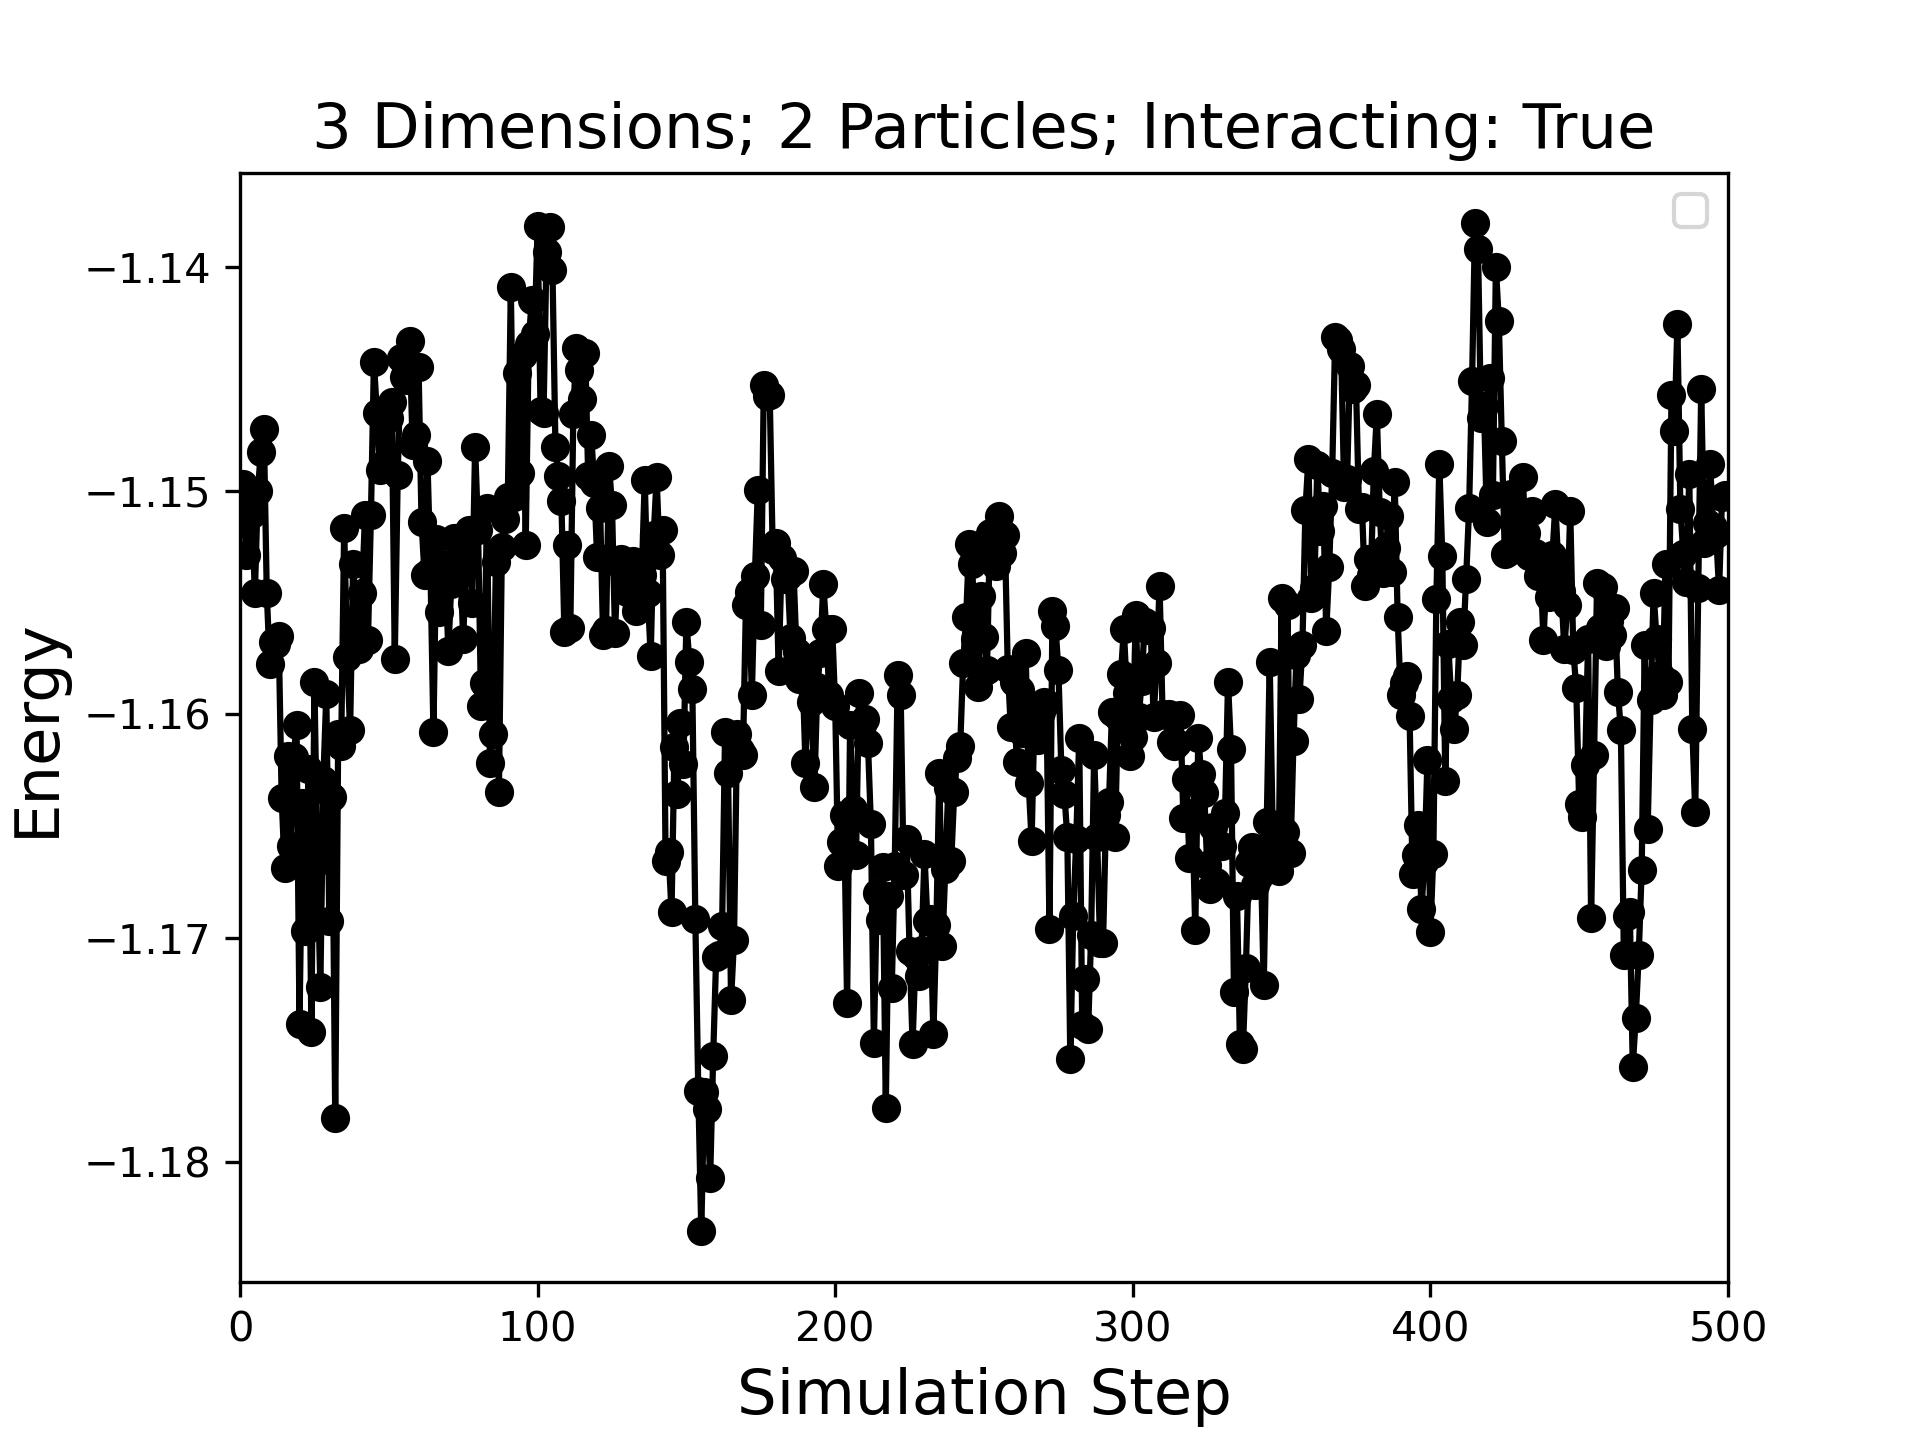 3 Dimensions; 2 Particles; Interacting: True
Energy
−1.14
−1.15
−1.16
−1.17
−1.18
0 100 200 300 400 500
Simulation Step